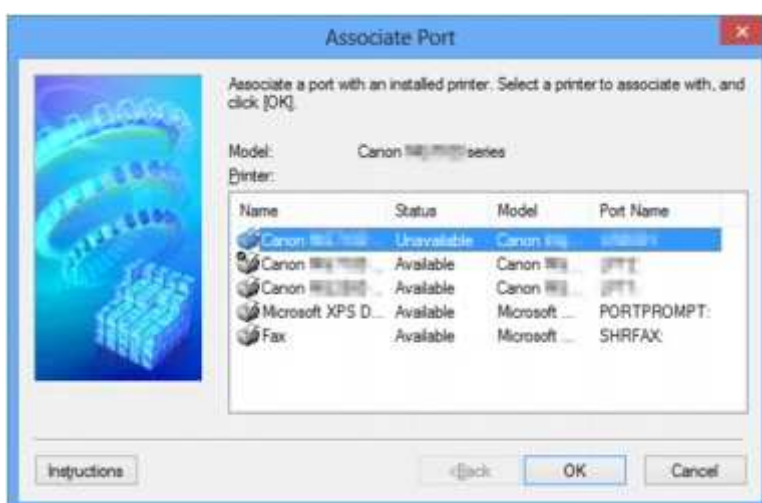 Associate Port
Associate a port with an installed printer. Select a printer to associate with, and
click [OK].
Model: Canon series
Printer:
Name Status Model Port Name
Canon Unavailable Canon
Canon ... Available Canon
Canon ... Available Canon
Microsoft XPS D... Available Microsoft ... PORTPROMPT:
Fax Available Microsoft ... SHRFAX:
Instructions <Back OK Cancel